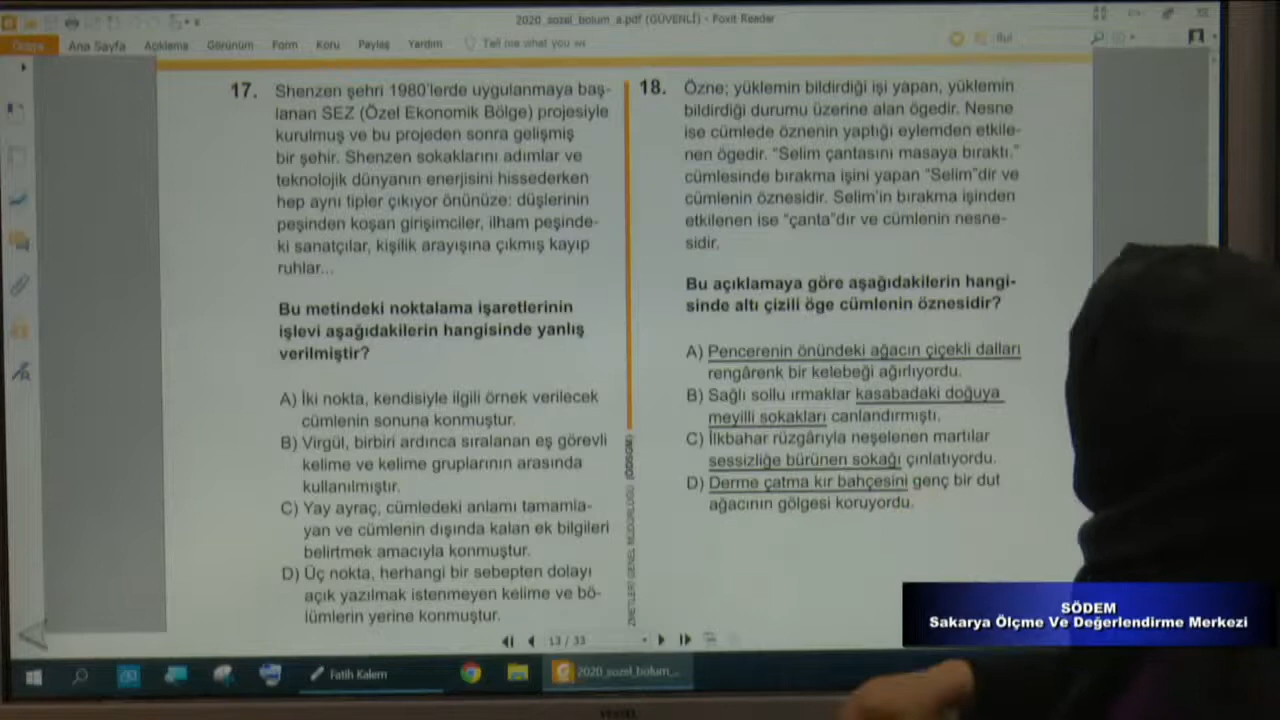 2020_sozel_bolum_a.pdf (GÜVENLİ) - Foxit Reader
Dosya Ana Sayfa Açıklama Görünüm Form Koru Paylaş Yardım Tell me what you Bul
17. Shenzen şehri 1980'lerde uygulanmaya baş-
lanan SEZ (Özel Ekonomik Bölge) projesiyle
kurulmuş ve bu projeden sonra gelişmiş
bir şehir. Shenzen sokaklarını adımlar ve
teknolojik dünyanın enerjisini hissederken
hep aynı tipler çıkıyor önünüze: düşlerinin
peşinden koşan girişimciler, ilham peşinde-
ki sanatçılar, kişilik arayışına çıkmış kayıp
ruhlar...
Bu metindeki noktalama işaretlerinin
işlevi aşağıdakilerin hangisinde yanlış
verilmiştir?
A) İki nokta, kendisiyle ilgili örnek verilecek
cümlenin sonuna konmuştur.
B) Virgül, birbiri ardınca sıralanan eş görevli
kelime ve kelime gruplarının arasında
kullanılmıştır.
C) Yay ayraç, cümledeki anlamı tamamla-
yan ve cümlenin dışında kalan ek bilgileri
belirtmek amacıyla konmuştur.
D) Üç nokta, herhangi bir sebepten dolayı
açık yazılmak istenmeyen kelime ve bö-
lümlerin yerine konmuştur.
18. Özne; yüklemin bildirdiği işi yapan, yüklemin
bildirdiği durumu üzerine alan ögedir. Nesne
ise cümlede öznenin yaptığı eylemden etkile-
nen ögedir. "Selim çantasını masaya bıraktı."
cümlesinde bırakma işini yapan "Selim"dir ve
cümlenin öznesidir. Selim'in bırakma işinden
etkilenen ise "çanta"dır ve cümlenin nesne-
sidir.
Bu açıklamaya göre aşağıdakilerin hangi-
sinde altı çizili öge cümlenin öznesidir?
A) Pencerenin önündeki ağacın çiçekli dalları
rengârenk bir kelebeği ağırlıyordu.
B) Sağlı sollu ırmaklar kasabadaki doğuya
meyilli sokakları canlandırmıştı.
C) İlkbahar rüzgârıyla neşelenen martılar
sessizliğe bürünen sokağı çınlatıyordu.
D) Derme çatma kır bahçesini genç bir dut
ağacının gölgesi koruyordu.
GENEL MÜDÜRLÜĞÜ (ÖDSGM)
13 / 33
SÖDEM
Sakarya Ölçme Ve Değerlendirme Merkezi
Fatih Kalem
2020_sozel_bolum_...